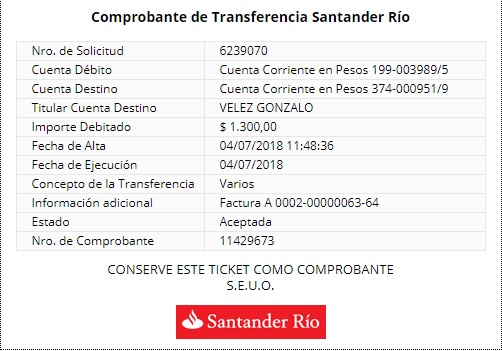 Comprobante de Transferencia Santander Río
Nro. de Solicitud 6239070
Cuenta Débito Cuenta Corriente en Pesos 199-003989/5
Cuenta Destino Cuenta Corriente en Pesos 374-000951/9
Titular Cuenta Destino VELEZ GONZALO
Importe Debitado $ 1.300,00
Fecha de Alta 04/07/2018 11:48:36
Fecha de Ejecución 04/07/2018
Concepto de la Transferencia Varios
Información adicional Factura A 0002-00000063-64
Estado Aceptada
Nro. de Comprobante 11429673
CONSERVE ESTE TICKET COMO COMPROBANTE
S.E.U.O.
Santander Río